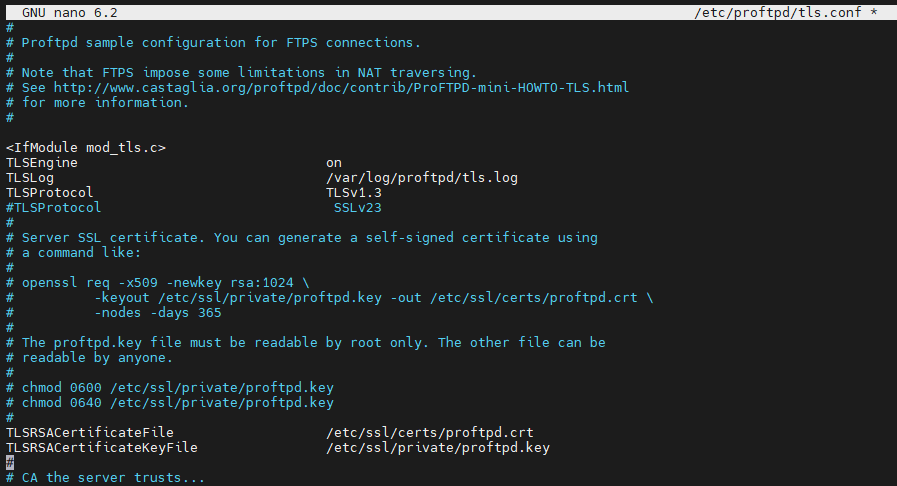 GNU nano 6.2 /etc/proftpd/tls.conf *
#
# Proftpd sample configuration for FTPS connections.
#
# Note that FTPS impose some limitations in NAT traversing.
# See http://www.castaglia.org/proftpd/doc/contrib/ProFTPD-mini-HOWTO-TLS.html
# for more information.
#
<IfModule mod_tls.c>
TLSEngine on
TLSLog /var/log/proftpd/tls.log
TLSProtocol TLSv1.3
#TLSProtocol SSLv23
#
# Server SSL certificate. You can generate a self-signed certificate using
# a command like:
#
# openssl req -x509 -newkey rsa:1024 \
# -keyout /etc/ssl/private/proftpd.key -out /etc/ssl/certs/proftpd.crt \
# -nodes -days 365
#
# The proftpd.key file must be readable by root only. The other file can be
# readable by anyone.
#
# chmod 0600 /etc/ssl/private/proftpd.key
# chmod 0640 /etc/ssl/private/proftpd.key
#
TLSRSACertificateFile /etc/ssl/certs/proftpd.crt
TLSRSACertificateKeyFile /etc/ssl/private/proftpd.key
#
# CA the server trusts...